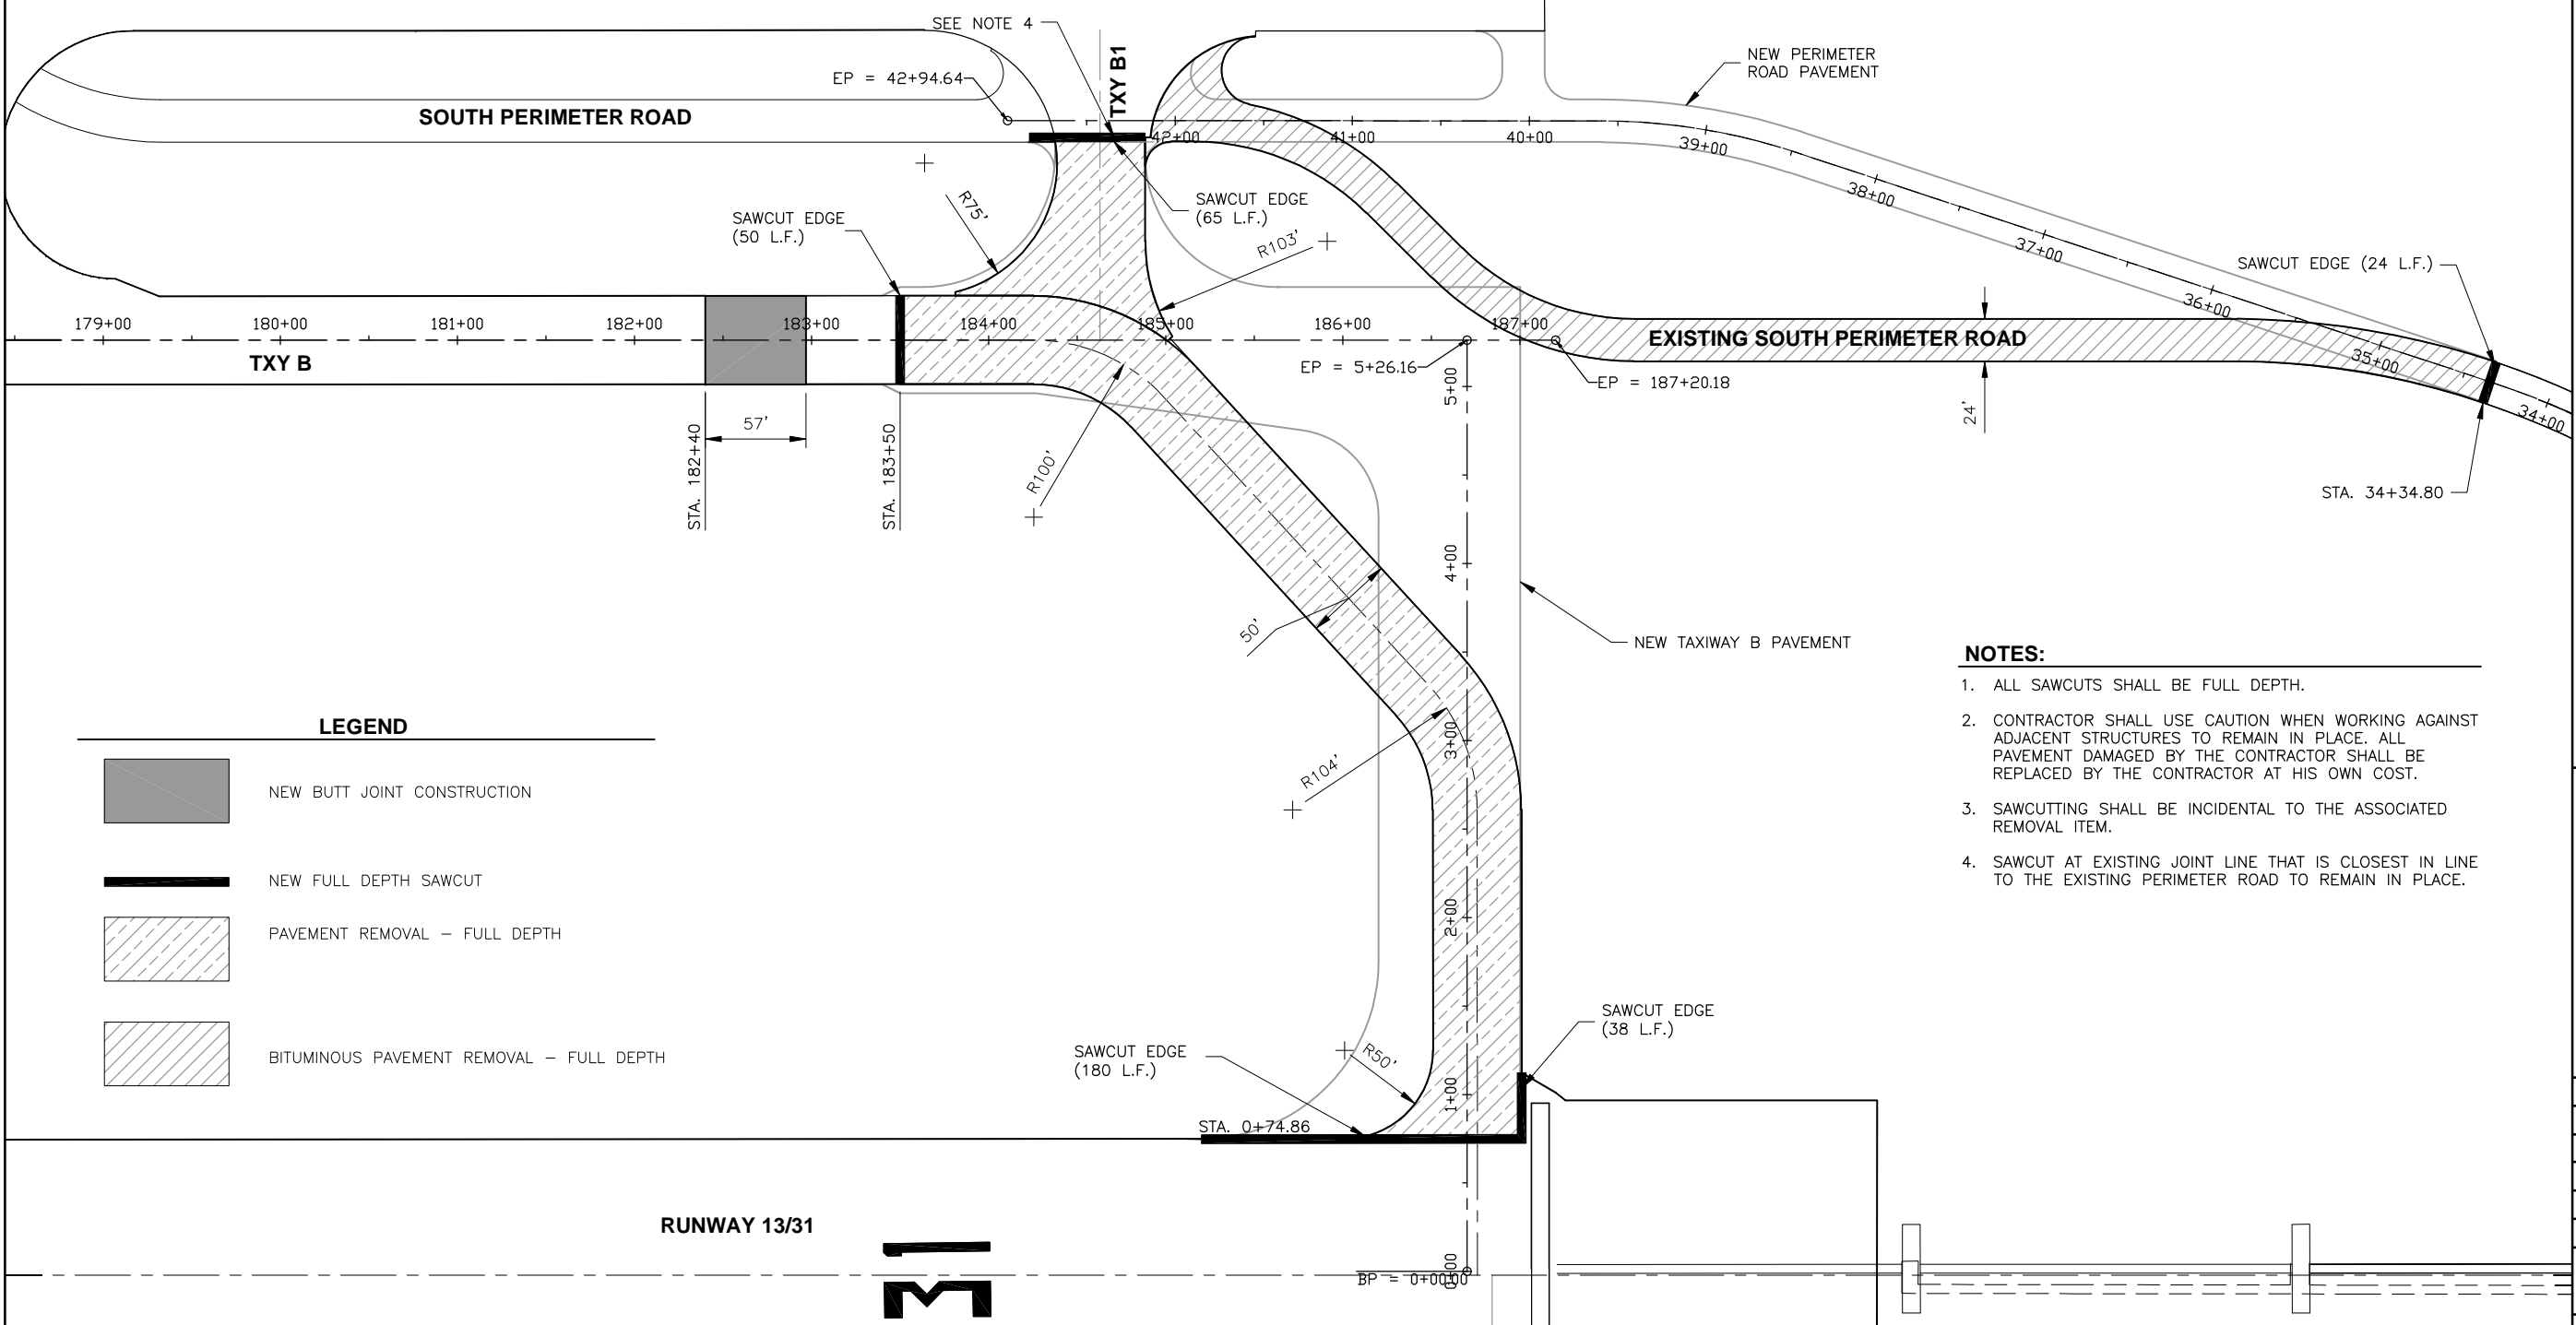 SEE NOTE 4
TXY B1
NEW PERIMETER
ROAD PAVEMENT
EP = 42+94.64
SOUTH PERIMETER ROAD
42+00
41+00
40+00
39+00
38+00
37+00
36+00
35+00
34+00
R75'
SAWCUT EDGE
(65 L.F.)
SAWCUT EDGE
(50 L.F.)
R103'
SAWCUT EDGE (24 L.F.)
179+00
180+00
181+00
182+00
183+00
184+00
185+00
186+00
187+00
EXISTING SOUTH PERIMETER ROAD
TXY B
EP = 5+26.16
EP = 187+20.18
5+00
24'
57'
STA. 182+40
STA. 183+50
R100'
STA. 34+34.80
4+00
50'
NEW TAXIWAY B PAVEMENT
NOTES:
1. ALL SAWCUTS SHALL BE FULL DEPTH.
2. CONTRACTOR SHALL USE CAUTION WHEN WORKING AGAINST
ADJACENT STRUCTURES TO REMAIN IN PLACE. ALL
PAVEMENT DAMAGED BY THE CONTRACTOR SHALL BE
REPLACED BY THE CONTRACTOR AT HIS OWN COST.
3. SAWCUTTING SHALL BE INCIDENTAL TO THE ASSOCIATED
REMOVAL ITEM.
4. SAWCUT AT EXISTING JOINT LINE THAT IS CLOSEST IN LINE
TO THE EXISTING PERIMETER ROAD TO REMAIN IN PLACE.
LEGEND
NEW BUTT JOINT CONSTRUCTION
NEW FULL DEPTH SAWCUT
PAVEMENT REMOVAL – FULL DEPTH
BITUMINOUS PAVEMENT REMOVAL – FULL DEPTH
3+00
R104'
2+00
SAWCUT EDGE
(38 L.F.)
SAWCUT EDGE
(180 L.F.)
R50'
1+00
STA. 0+74.86
RUNWAY 13/31
13
BP = 0+00.00
0+00